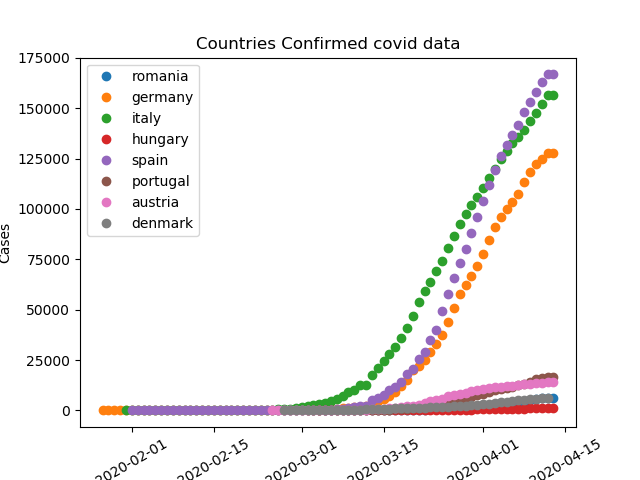 Countries Confirmed covid data
175000
150000
125000
100000
75000
50000
25000
0
Cases
romania
germany
italy
hungary
spain
portugal
austria
denmark
2020-02-01
2020-02-15
2020-03-01
2020-03-15
2020-04-01
2020-04-15